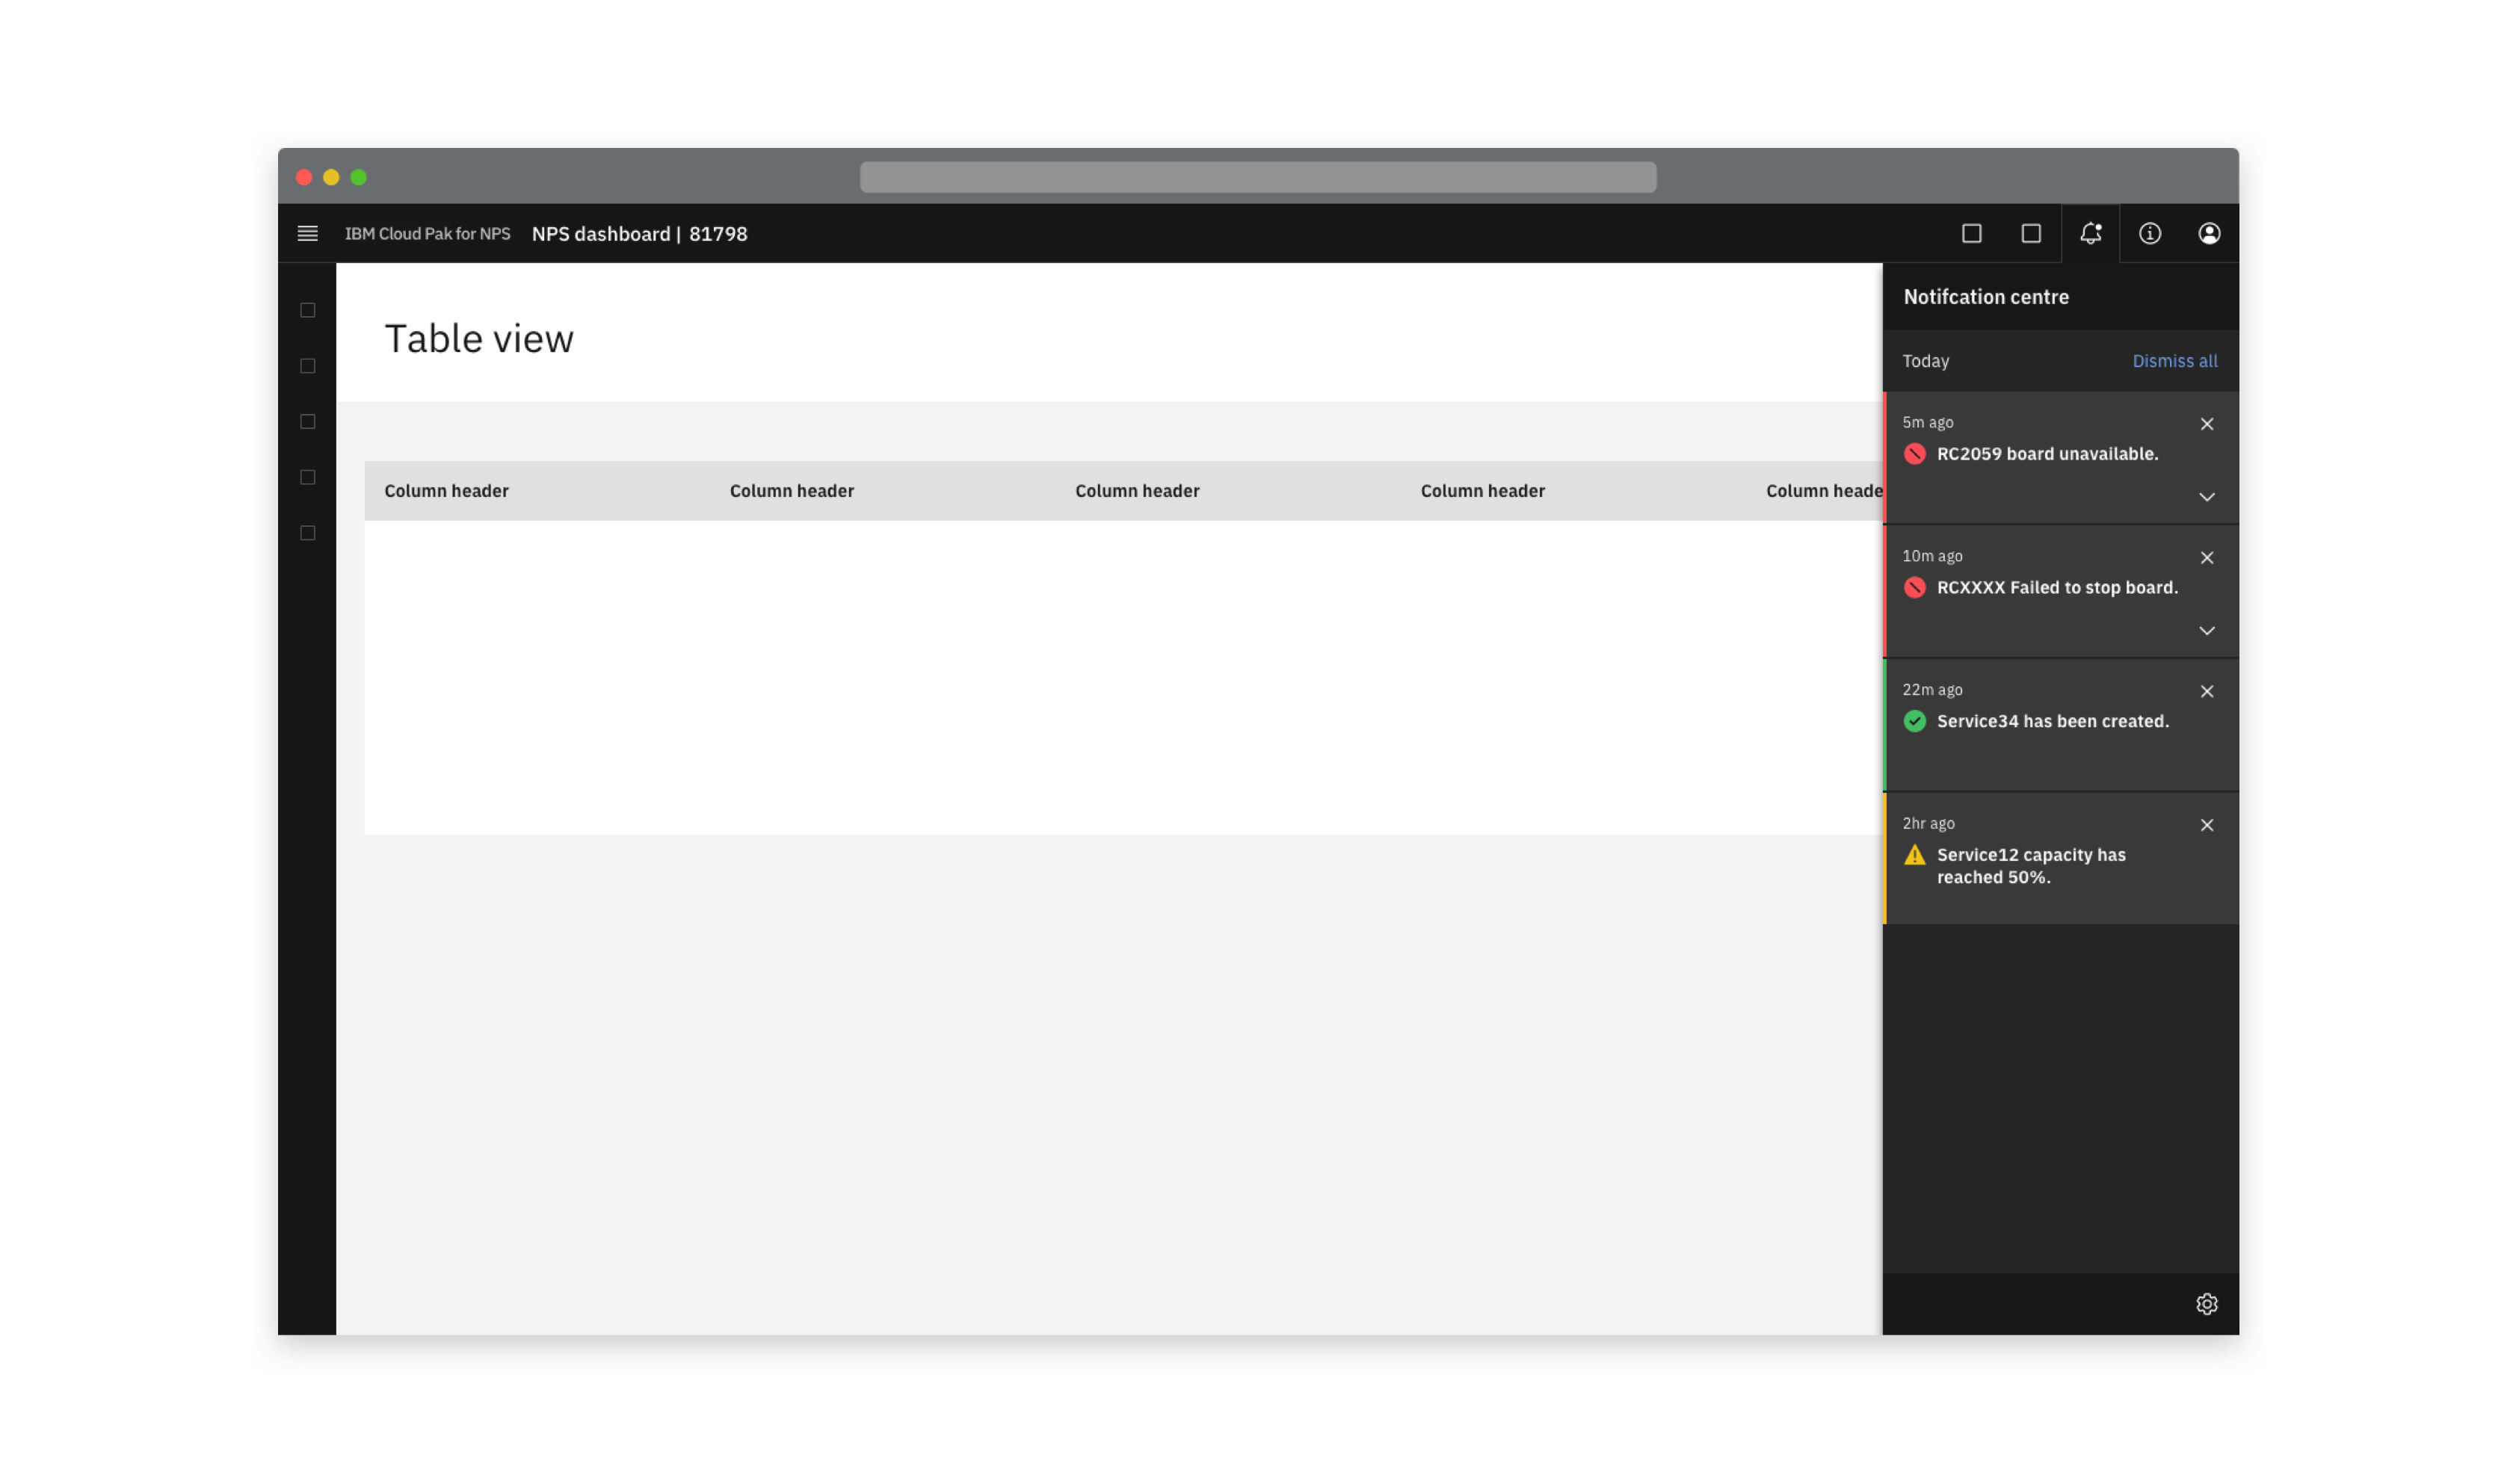 IBM Cloud Pak for NPS NPS dashboard | 81798
Table view
Column header Column header Column header Column header Column heade
Notifcation centre
Today Dismiss all
5m ago
RC2059 board unavailable.
10m ago
RCXXXX Failed to stop board.
22m ago
Service34 has been created.
2hr ago
Service12 capacity has
reached 50%.